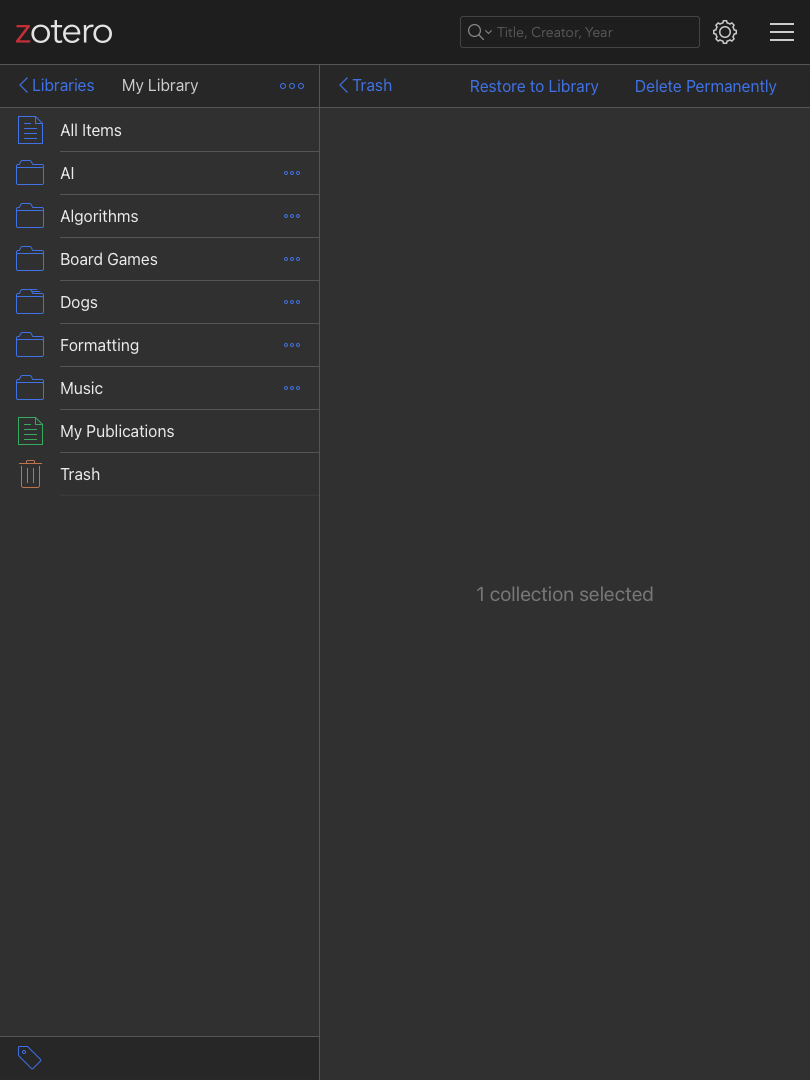 zotero
Title, Creator, Year
Libraries
My Library
Trash
Restore to Library
Delete Permanently
All Items
AI
Algorithms
Board Games
Dogs
Formatting
Music
My Publications
Trash
1 collection selected